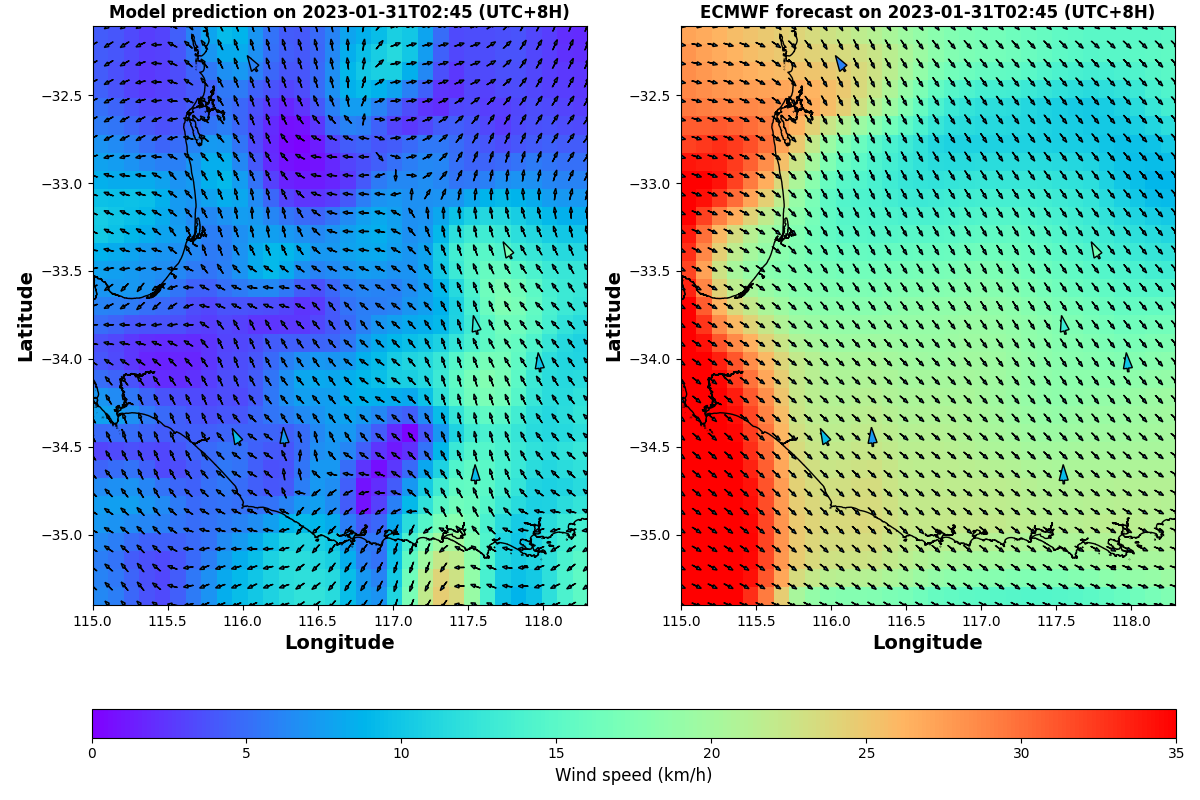 Model prediction on 2023-01-31T02:45 (UTC+8H)
ECMWF forecast on 2023-01-31T02:45 (UTC+8H)
Latitude
−32.5
−33.0
−33.5
−34.0
−34.5
−35.0
115.0 115.5 116.0 116.5 117.0 117.5 118.0
Longitude
Latitude
−32.5
−33.0
−33.5
−34.0
−34.5
−35.0
115.0 115.5 116.0 116.5 117.0 117.5 118.0
Longitude
0 5 10 15 20 25 30 35
Wind speed (km/h)